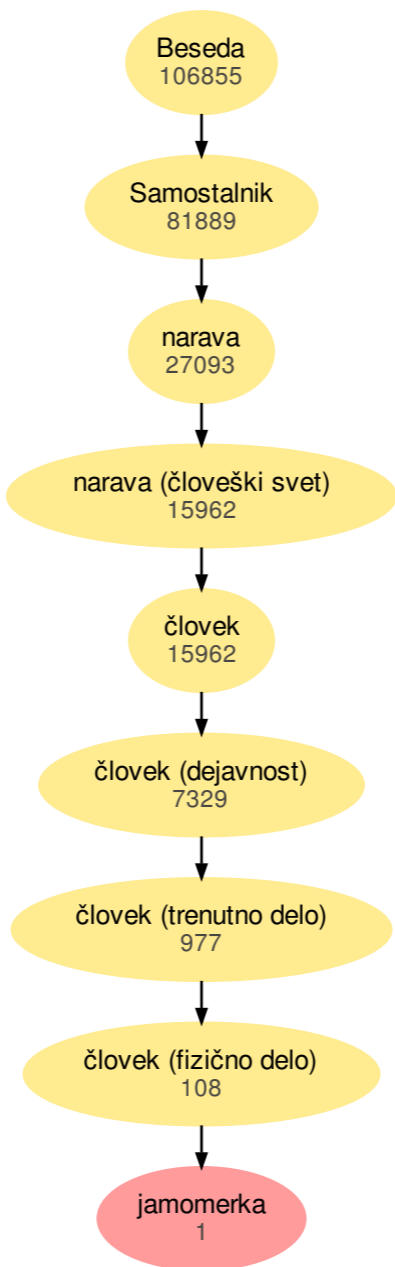 Beseda
106855
Samostalnik
81889
narava
27093
narava (človeški svet)
15962
človek
15962
človek (dejavnost)
7329
človek (trenutno delo)
977
človek (fizično delo)
108
jamomerka
1